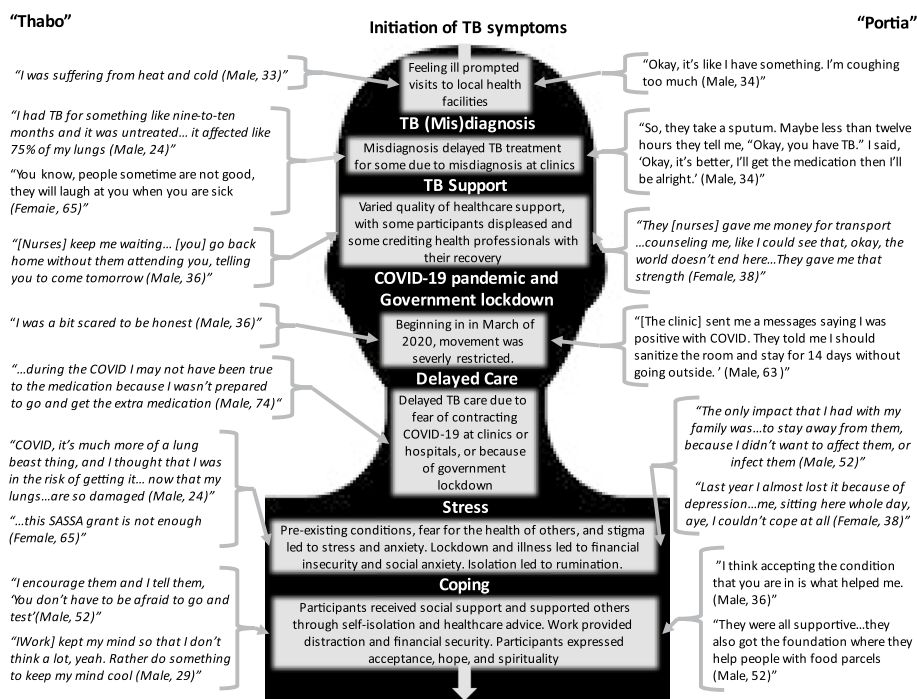 “Thabo”
“Portia”
Initiation of TB symptoms
“I was suffering from heat and cold (Male, 33)”
Feeling ill prompted
visits to local health
facilities
“Okay, it’s like I have something. I’m coughing
too much (Male, 34)”
TB (Mis)diagnosis
“I had TB for something like nine-to-ten
months and it was untreated... it affected like
75% of my lungs (Male, 24)”
“You know, people sometime are not good,
they will laugh at you when you are sick
(Femaie, 65)”
Misdiagnosis delayed TB treatment
for some due to misdiagnosis at clinics
“So, they take a sputum. Maybe less than twelve
hours they tell me, “Okay, you have TB.” I said,
‘Okay, it’s better, I’ll get the medication then I’ll
be alright.’ (Male, 34)”
TB Support
“[Nurses] keep me waiting... [you] go back
home without them attending you, telling
you to come tomorrow (Male, 36)”
Varied quality of healthcare support,
with some participants displeased and
some crediting health professionals with
their recovery
“They [nurses] gave me money for transport
...counseling me, like I could see that, okay, the
world doesn’t end here...They gave me that
strength (Female, 38)”
COVID-19 pandemic and
Government lockdown
“I was a bit scared to be honest (Male, 36)”
Beginning in in March of
2020, movement was
severly restricted.
“[The clinic] sent me a messages saying I was
positive with COVID. They told me I should
sanitize the room and stay for 14 days without
going outside. ’ (Male, 63)”
Delayed Care
“...during the COVID I may not have been true
to the medication because I wasn’t prepared
to go and get the extra medication (Male, 74)“
Delayed TB care due to
fear of contracting
COVID-19 at clinics or
hospitals, or because
of government
lockdown
“The only impact that I had with my
family was...to stay away from them,
because I didn’t want to affect them, or
infect them (Male, 52)”
“Last year I almost lost it because of
depression...me, sitting here whole day,
aye, I couldn’t cope at all (Female, 38)”
Stress
“COVID, it’s much more of a lung
beast thing, and I thought that I was
in the risk of getting it... now that my
lungs...are so damaged (Male, 24)”
“...this SASSA grant is not enough
(Female, 65)”
Pre-existing conditions, fear for the health of others, and stigma
led to stress and anxiety. Lockdown and illness led to financial
insecurity and social anxiety. Isolation led to rumination.
Coping
“I encourage them and I tell them,
‘You don’t have to be afraid to go and
test’(Male, 52)”
“IWork] kept my mind so that I don’t
think a lot, yeah. Rather do something
to keep my mind cool (Male, 29)”
Participants received social support and supported others
through self-isolation and healthcare advice. Work provided
distraction and financial security. Participants expressed
acceptance, hope, and spirituality
”I think accepting the condition
that you are in is what helped me.
(Male, 36)”
“They were all supportive...they
also got the foundation where they
help people with food parcels
(Male, 52)”